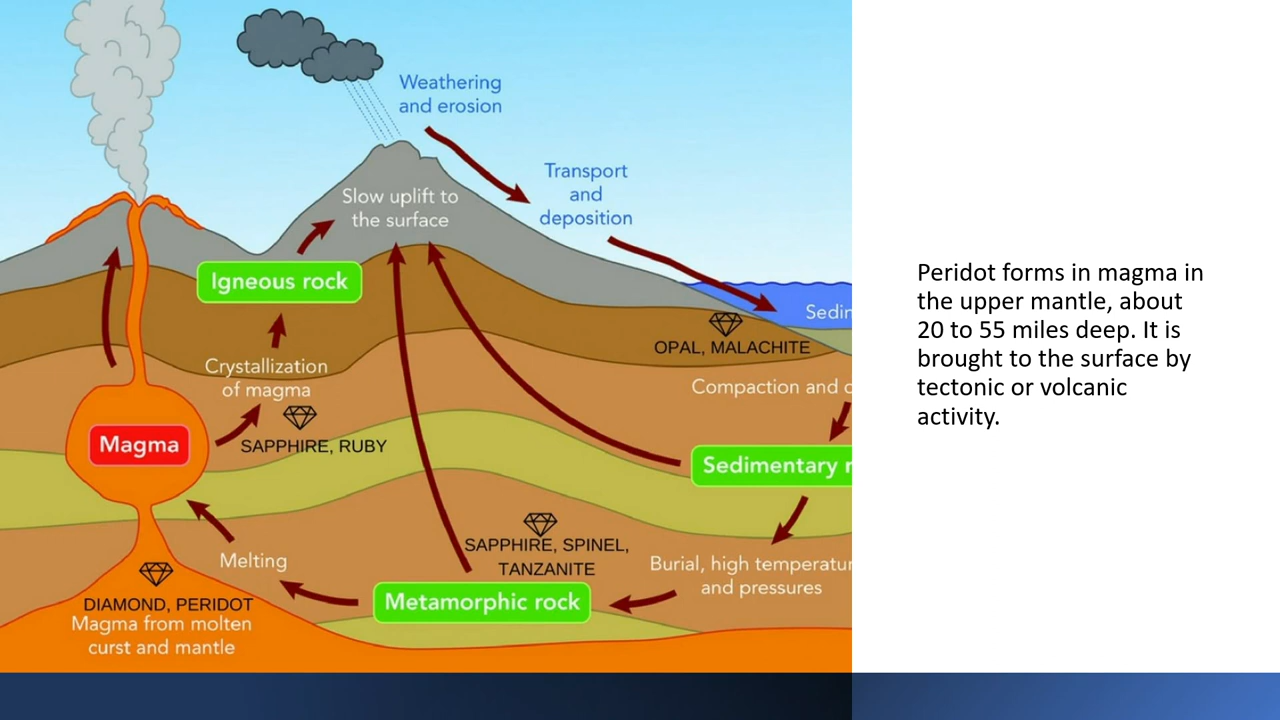 Weathering
and erosion
Transport
and
deposition
Slow uplift to
the surface
Igneous rock
Sedin
OPAL, MALACHITE
Crystallization
of magma
Compaction and c
SAPPHIRE, RUBY
Magma
Sedimentary r
SAPPHIRE, SPINEL,
TANZANITE
Melting
Burial, high temperatur
and pressures
Metamorphic rock
DIAMOND, PERIDOT
Magma from molten
curst and mantle
Peridot forms in magma in
the upper mantle, about
20 to 55 miles deep. It is
brought to the surface by
tectonic or volcanic
activity.